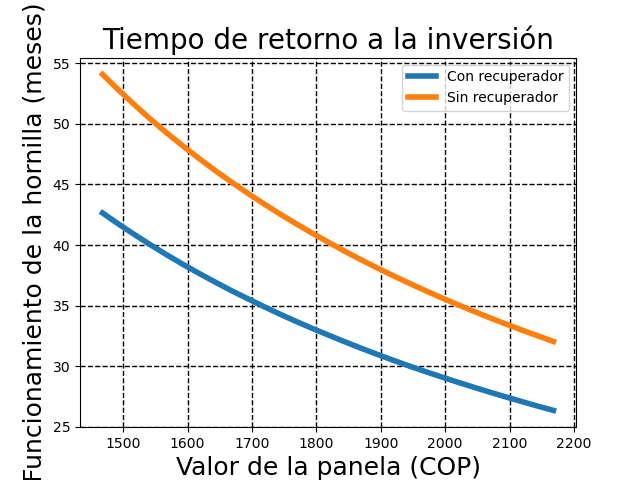 Tiempo de retorno a la inversión
Funcionamiento de la hornilla (meses)
55
50
45
40
35
30
25
Con recuperador
Sin recuperador
1500 1600 1700 1800 1900 2000 2100 2200
Valor de la panela (COP)